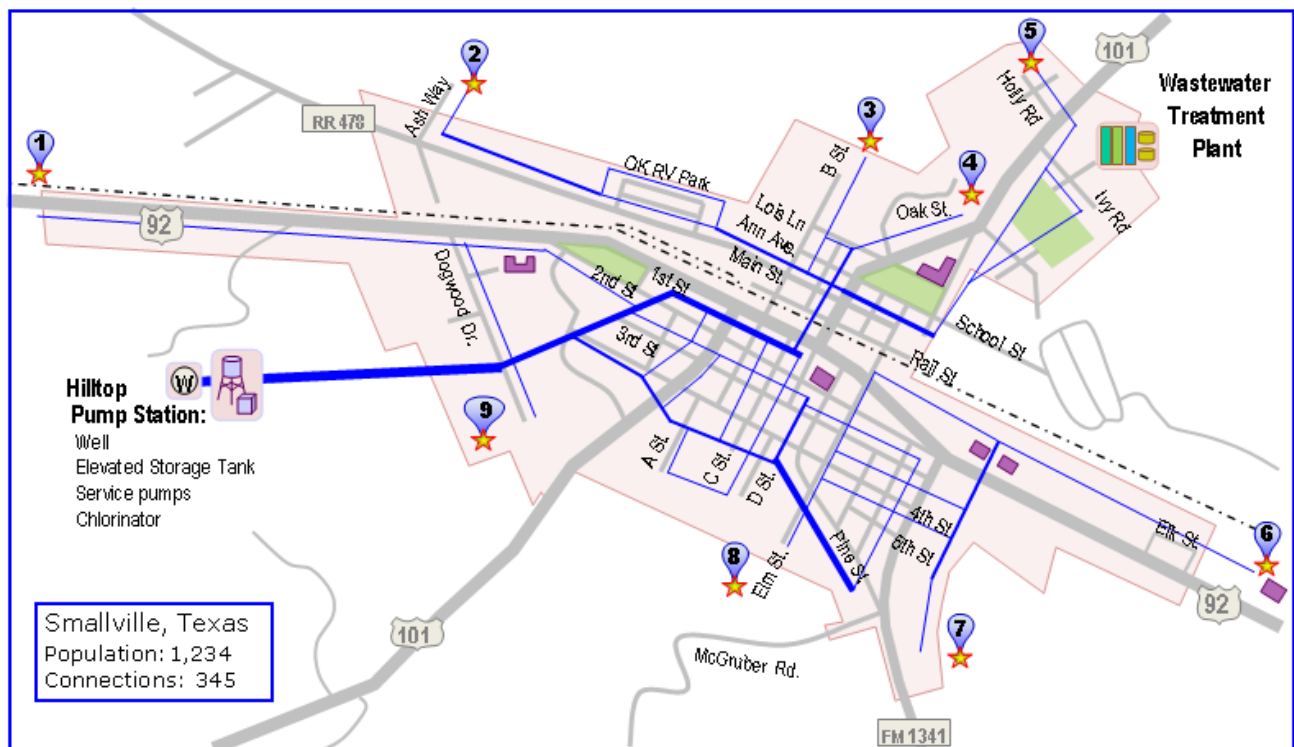 5
101
2
Wastewater
Treatment
Plant
Holly Rd
Ash Way
3
RR 478
B St.
1
OK RV Park
4
Lois Ln
Oak St.
Ivy Rd
92
Ann Ave.
Main St.
Dogwood Dr.
1st St.
2nd St
School St.
3rd St
Rail St.
W
Hilltop
Pump Station:
Well
Elevated Storage Tank
Service pumps
Chlorinator
9
A St.
C St.
D St.
4th St
Elk St.
6
Pine St
6th St
8
Elm St.
92
Smallville, Texas
Population: 1,234
Connections: 345
101
7
McGruber Rd.
FM 1341